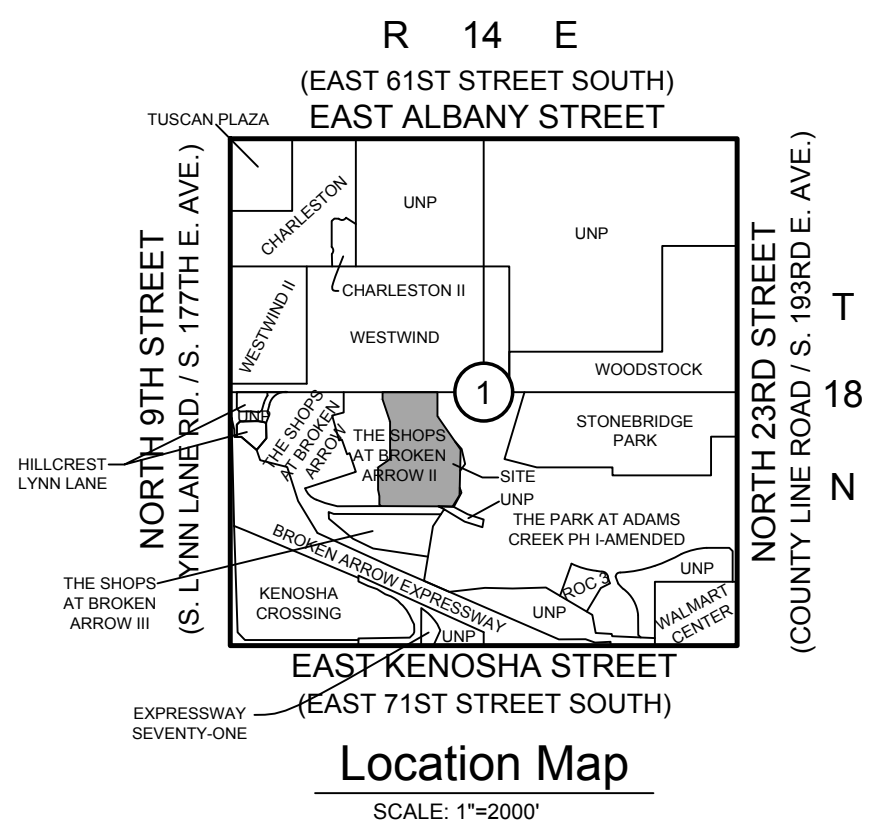 R 14 E
(EAST 61ST STREET SOUTH)
EAST ALBANY STREET
TUSCAN PLAZA
NORTH 9TH STREET
(S. LYNN LANE RD. / S. 177TH E. AVE.)
CHARLESTON
UNP
UNP
CHARLESTON II
WESTWIND II
WESTWIND
WOODSTOCK
NORTH 23RD STREET
(COUNTY LINE ROAD / S. 193RD E. AVE.)
T
18
N
1
UNP
HILLCREST
LYNN LANE
THE SHOPS
AT BROKEN
ARROW
THE SHOPS
AT BROKEN
ARROW II
STONEBRIDGE
PARK
SITE
UNP
THE PARK AT ADAMS
CREEK PH I-AMENDED
BROKEN ARROW EXPRESSWAY
THE SHOPS
AT BROKEN
ARROW III
KENOSHA
CROSSING
ROC 3
UNP
UNP
WALMART
CENTER
UNP
EXPRESSWAY
SEVENTY-ONE
EAST KENOSHA STREET
(EAST 71ST STREET SOUTH)
Location Map
SCALE: 1"=2000'